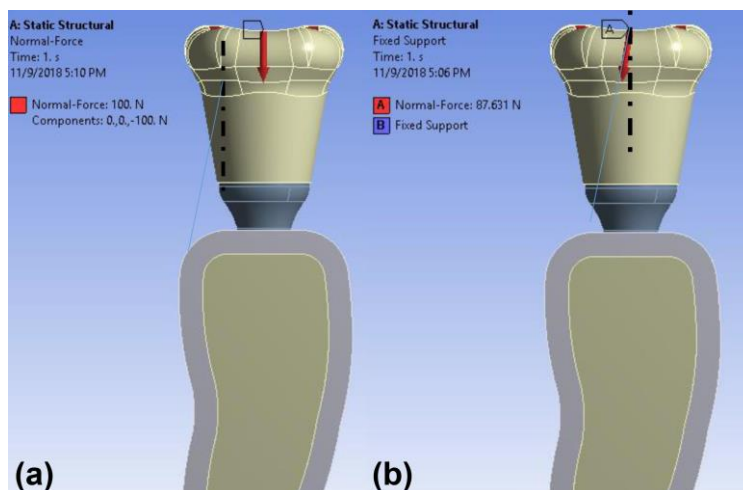 A: Static Structural
Normal-Force
Time: 1. s
11/9/2018 5:10 PM
Normal-Force: 100. N
Components: 0.,0.,-100. N
(a)
A: Static Structural
Fixed Support
Time: 1. s
11/9/2018 5:06 PM
A Normal-Force: 87.631 N
B Fixed Support
A
(b)